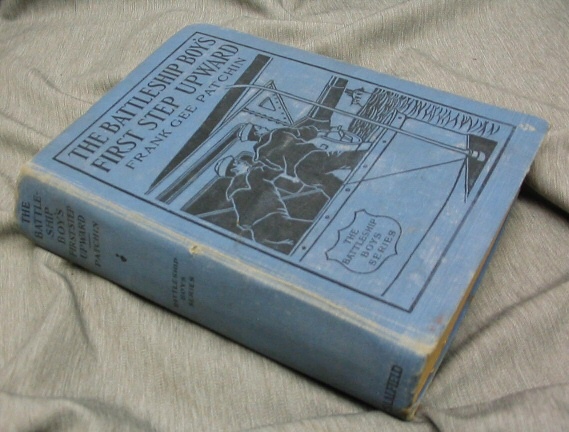 THE BATTLESHIP BOY'S
FIRST STEP UPWARD
FRANK GEE PATCHIN
THE
BATTLESHIP
BOYS
SERIES
THE
BATTLE-
SHIP
BOYS
FIRST STEP
UPWARD
PATCHIN
BATTLESHIP
BOYS
SERIES
SAALFIELD